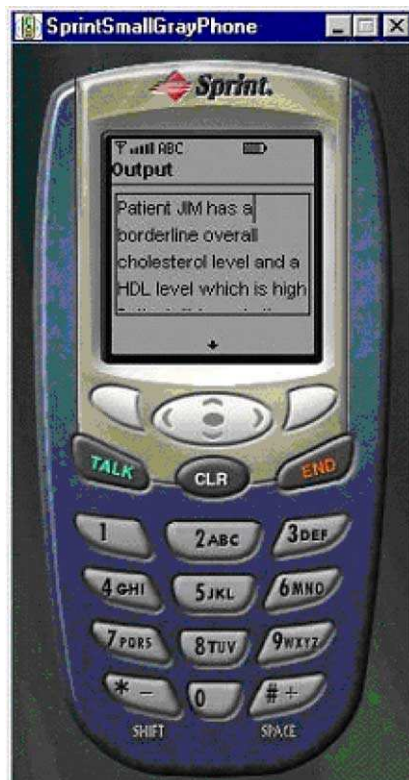 SprintSmallGrayPhone
Sprint.
ABC
Output
Patient JIM has a
borderline overall
cholesterol level and a
HDL level which is high
TALK
CLR
END
1
2ABC
3DEF
4GHI
5JKL
6MNO
7PQRS
8TUV
9WXYZ
* -
0
# +
SHIFT
SPACE